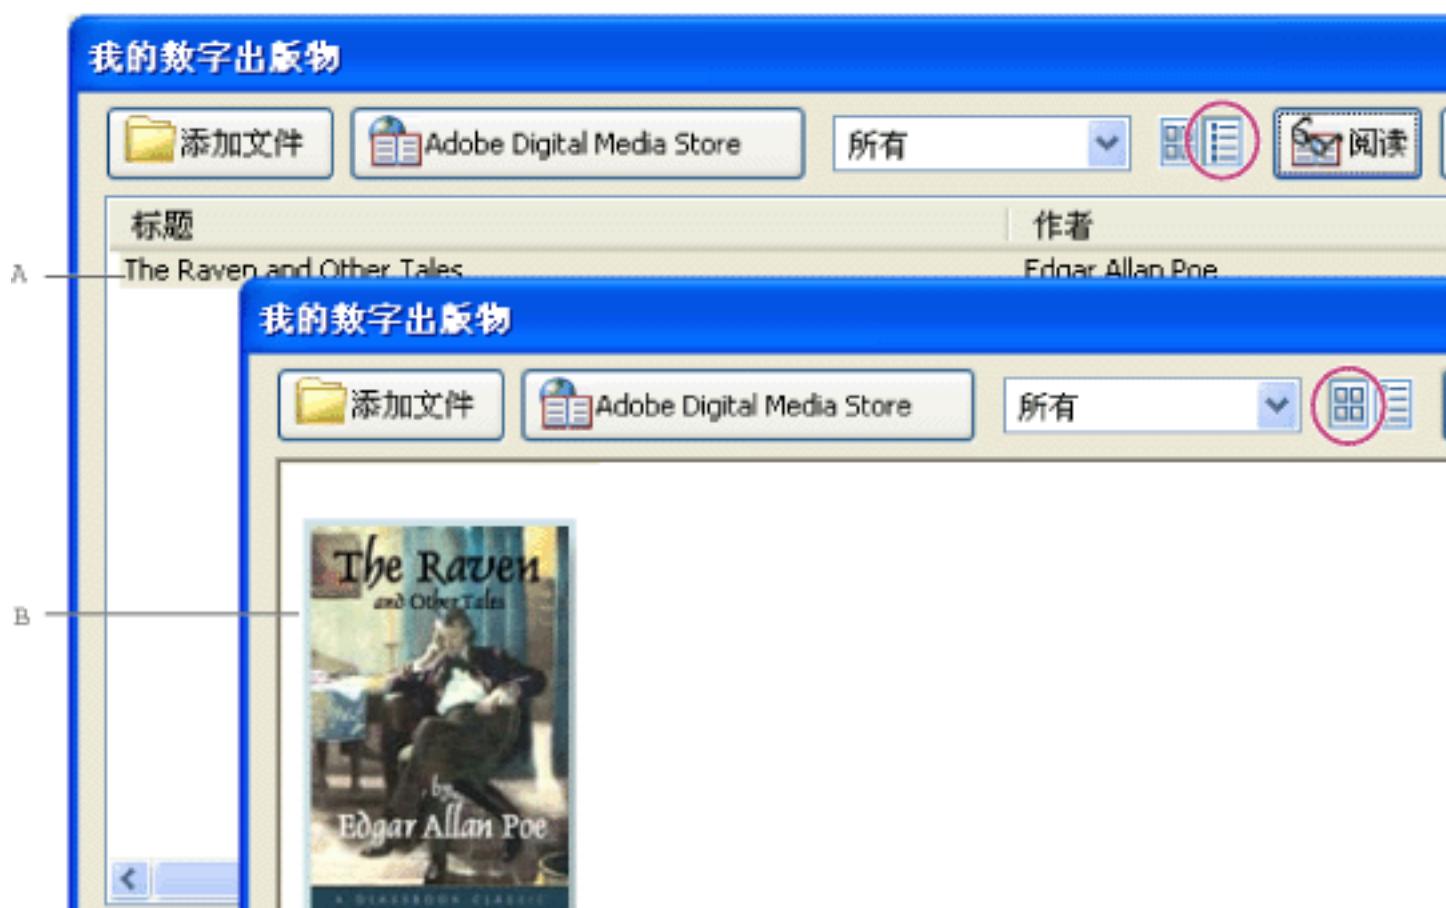 我的数字出版物
添加文件 Adobe Digital Media Store 所有 阅读
标题 作者
A
The Raven and Other Tales Edgar Allan Poe
我的数字出版物
添加文件 Adobe Digital Media Store 所有
B
The Raven
and Other Tales
by
Edgar Allan Poe
A GLASSBOOK CLASSIC